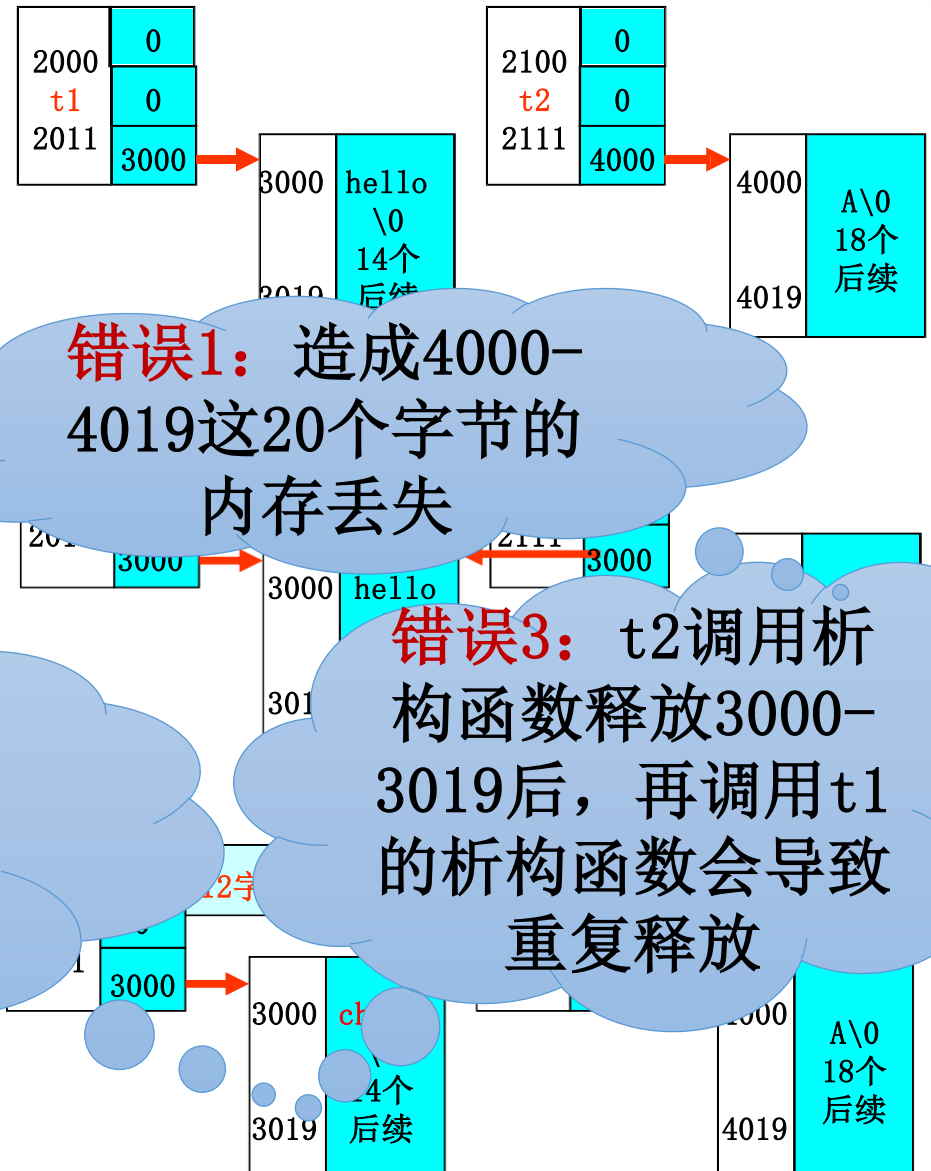 0
2000
t1
0
2011
3000
0
2100
t2
0
2111
4000
3000
hello
\0
14个
后续
3019
4000
A\0
18个
后续
4019
错误1：造成4000-
4019这20个字节的
内存丢失
3000
2111
3000
3000
hello
错误3：t2调用析
构函数释放3000-
3019后，再调用t1
的析构函数会导致
重复释放
3000
3000
3019
后续
A\0
18个
后续
4019